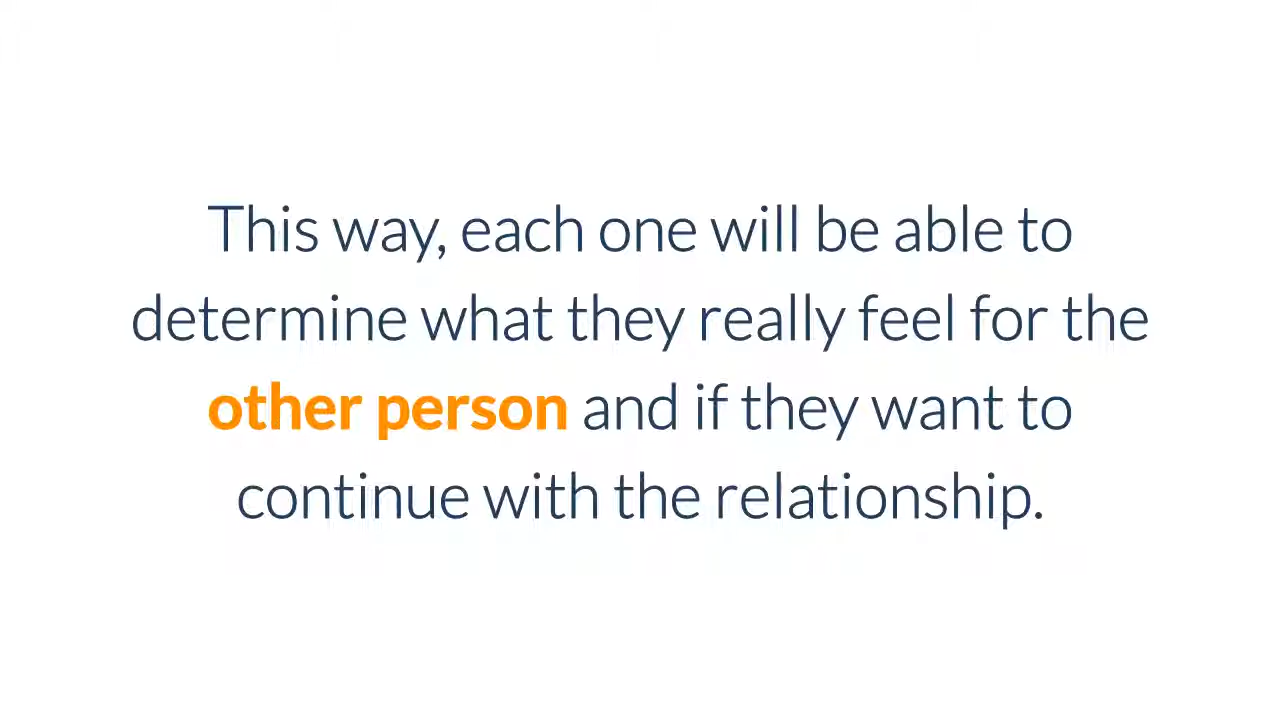 This way, each one will be able to
determine what they really feel for the
other person and if they want to
continue with the relationship.